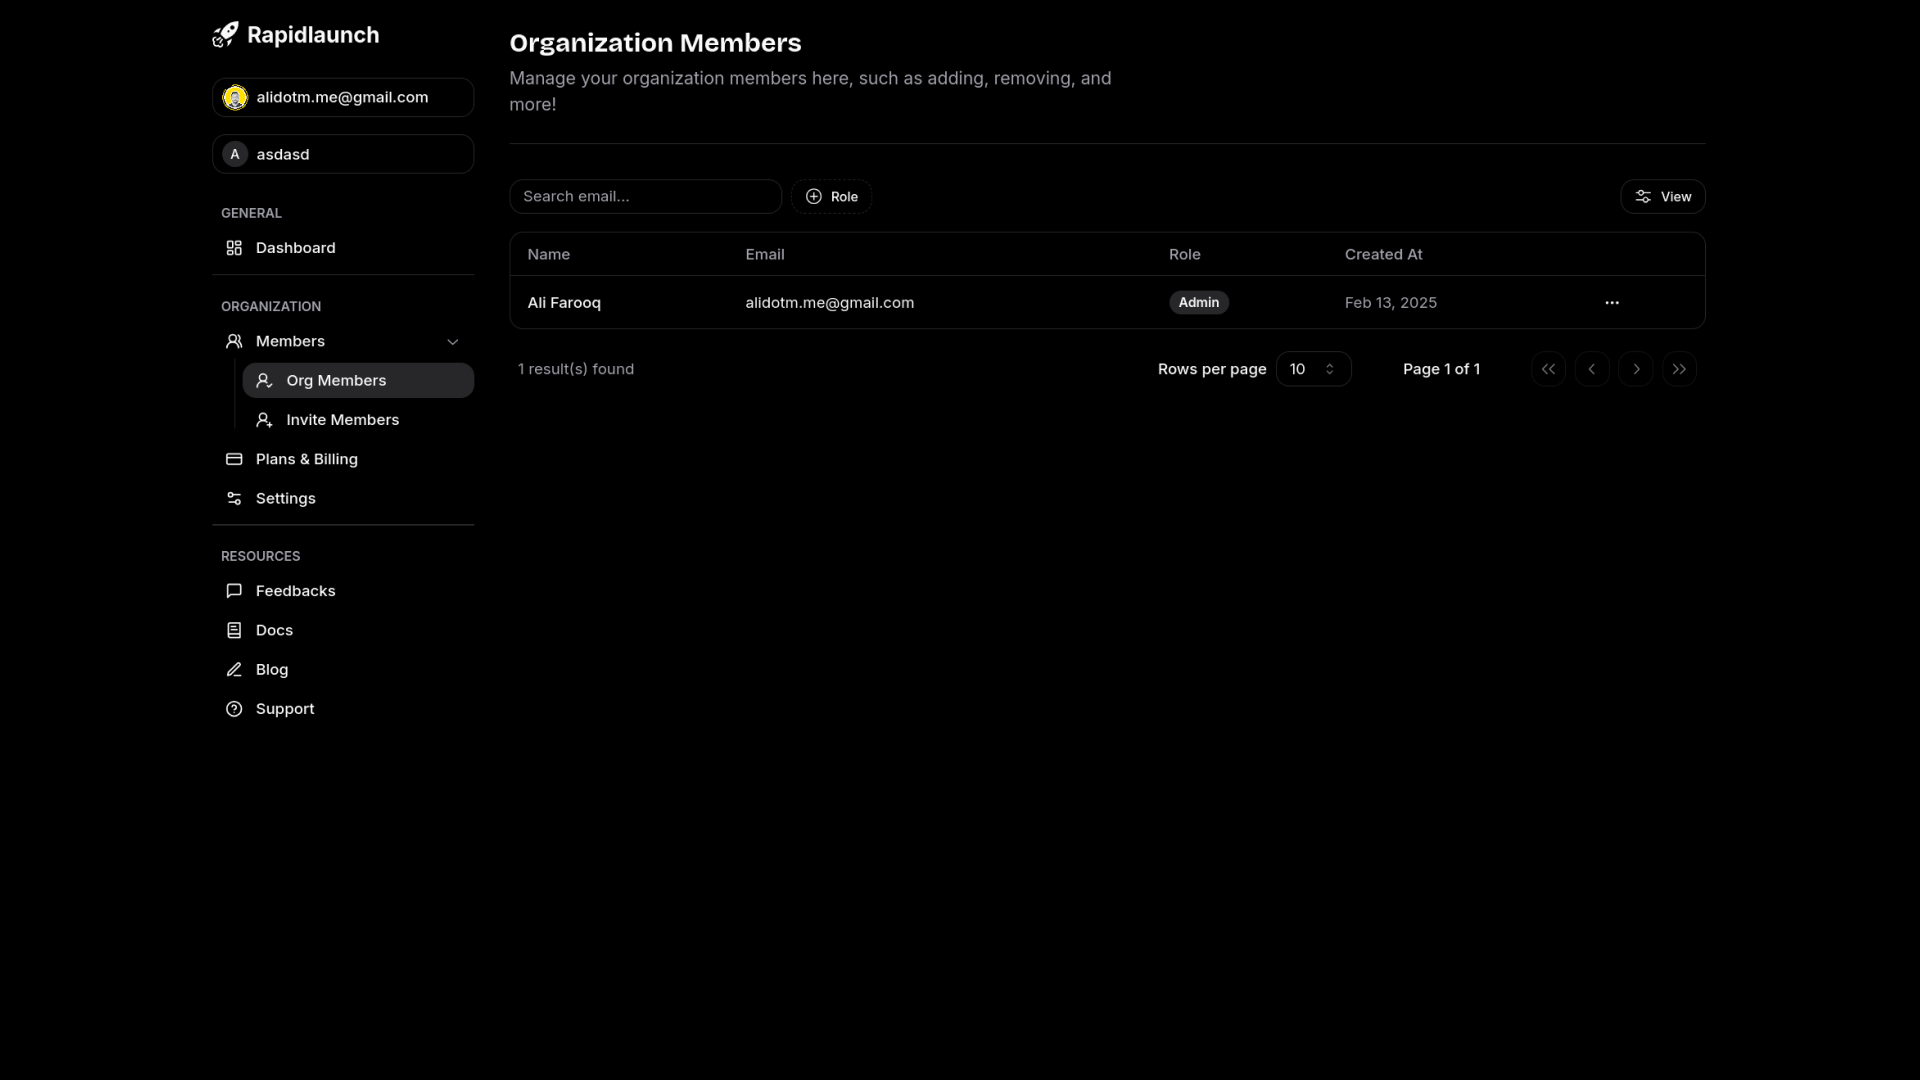 Rapidlaunch
alidotm.me@gmail.com
A asdasd
GENERAL
Dashboard
ORGANIZATION
Members
Org Members
Invite Members
Plans & Billing
Settings
RESOURCES
Feedbacks
Docs
Blog
Support
Organization Members
Manage your organization members here, such as adding, removing, and
more!
Search email... Role View
Name Email Role Created At
Ali Farooq alidotm.me@gmail.com Admin Feb 13, 2025
1 result(s) found Rows per page 10 Page 1 of 1